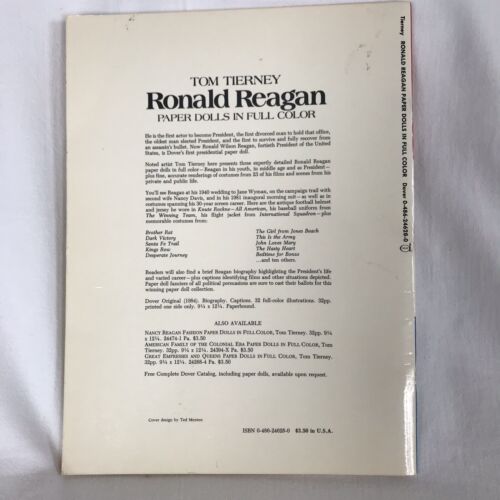 TOM TIERNEY
Ronald Reagan
PAPER DOLLS IN FULL COLOR
He is the first actor to become President, the first divorced man to hold that office,
the oldest man elected President, and the first to survive and fully recover from
an assassin's bullet. Now Ronald Wilson Reagan, fortieth President of the United
States, is Dover's first presidential paper doll.
Noted artist Tom Tierney here presents three expertly detailed Ronald Reagan
paper dolls in full color—Reagan in his youth, in middle age and as President—
plus fine, accurate renderings of costumes from 23 of his films and scenes from his
private and public life.
You'll see Reagan at his 1940 wedding to Jane Wyman, on the campaign trail with
second wife Nancy Davis, and in his 1981 inaugural morning suit—as well as in
costumes spanning his 30-year screen career. Here are the antique football helmet
and jersey he wore in Knute Rockne—All American, his baseball uniform from
The Winning Team, his flight jacket from International Squadron—plus
memorable costumes from:
Brother Rat
Dark Victory
Santa Fe Trail
Kings Row
Desperate Journey
The Girl from Jones Beach
This Is the Army
John Loves Mary
The Hasty Heart
Bedtime for Bonzo
...and ten others.
Readers will also find a brief Reagan biography highlighting the President's life
and varied career—plus captions identifying films and other situations depicted.
Paper doll fanciers of all political persuasions are sure to cast their ballots for this
winning paper doll collection.
Dover Original (1984). Biography. Captions. 32 full-color illustrations. 32pp.
printed one side only. 9¼ x 12¼. Paperbound.
ALSO AVAILABLE
NANCY REAGAN FASHION PAPER DOLLS IN FULL COLOR, Tom Tierney. 32pp. 9¼
x 12¼. 24474-1 Pa. $3.50
AMERICAN FAMILY OF THE COLONIAL ERA PAPER DOLLS IN FULL COLOR, Tom
Tierney. 32pp. 9¼ x 12¼. 24394-X Pa. $3.50
GREAT EMPRESSES AND QUEENS PAPER DOLLS IN FULL COLOR, Tom Tierney. 32pp.
9¼ x 12¼. 24268-4 Pa. $3.50
Free Complete Dover Catalog, including paper dolls, available upon request.
Cover design by Ted Menten
ISBN 0-486-24628-0 $3.50 in U.S.A.
Tierney RONALD REAGAN PAPER DOLLS IN FULL COLOR Dover 0-486-24628-0